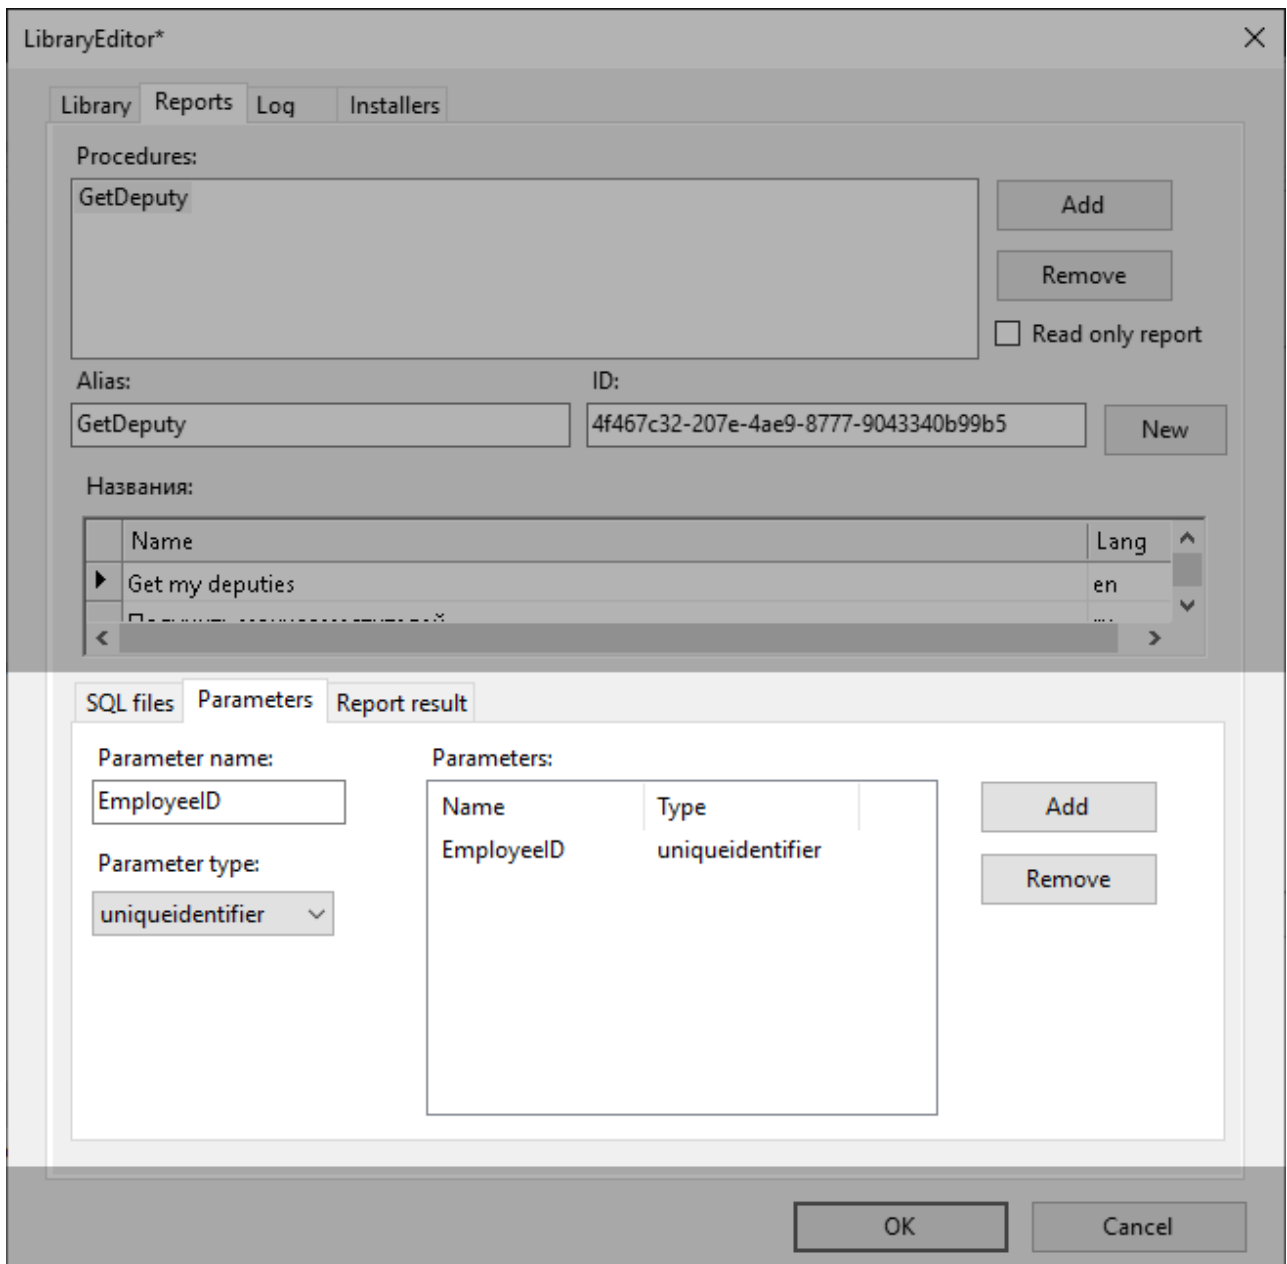 LibraryEditor*
Library Reports Log Installers
Procedures:
GetDeputy
Add
Remove
Read only report
Alias: ID:
GetDeputy 4f467c32-207e-4ae9-8777-9043340b99b5 New
Названия:
Name Lang
Get my deputies en
SQL files Parameters Report result
Parameter name: Parameters:
EmployeeID Name Type Add
EmployeeID uniqueidentifier
Parameter type: Remove
uniqueidentifier
OK Cancel